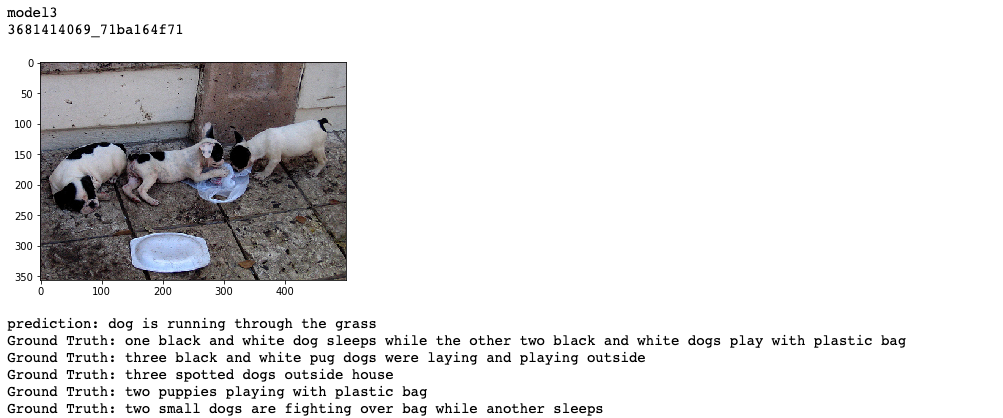 model3
3681414069_71ba164f71
0
50
100
150
200
250
300
350
0 100 200 300 400
prediction: dog is running through the grass
Ground Truth: one black and white dog sleeps while the other two black and white dogs play with plastic bag
Ground Truth: three black and white pug dogs were laying and playing outside
Ground Truth: three spotted dogs outside house
Ground Truth: two puppies playing with plastic bag
Ground Truth: two small dogs are fighting over bag while another sleeps